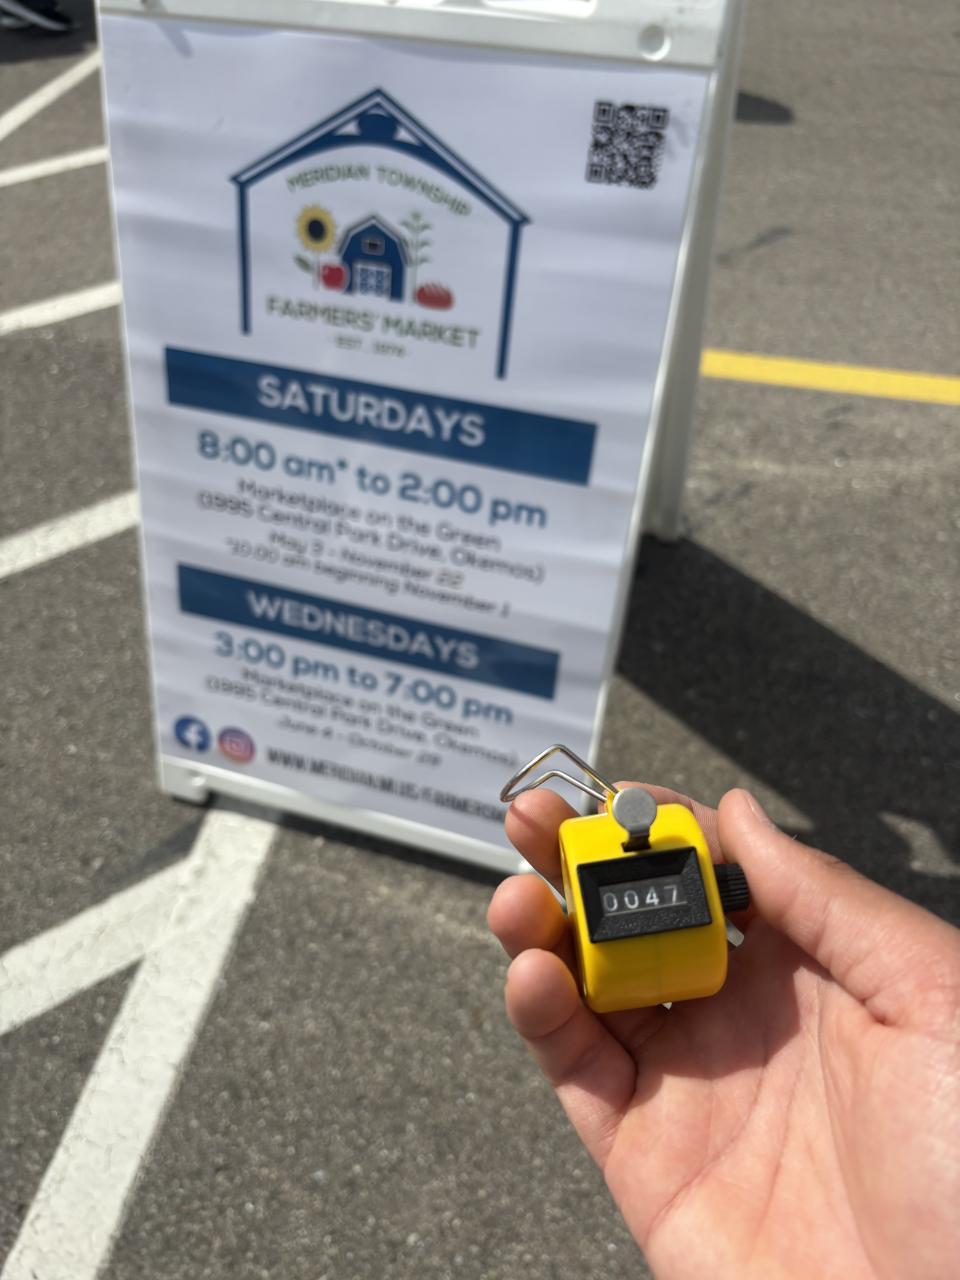 MERIDIAN TOWNSHIP
FARMERS' MARKET
EST. 1974
SATURDAYS
8:00 am* to 2:00 pm
Marketplace on the Green
(1995 Central Park Drive, Okemos)
May 3 - November 22
*10:00 am beginning November 1
WEDNESDAYS
3:00 pm to 7:00 pm
Marketplace on the Green
(1995 Central Park Drive, Okemos)
June 4 - October 29
0047